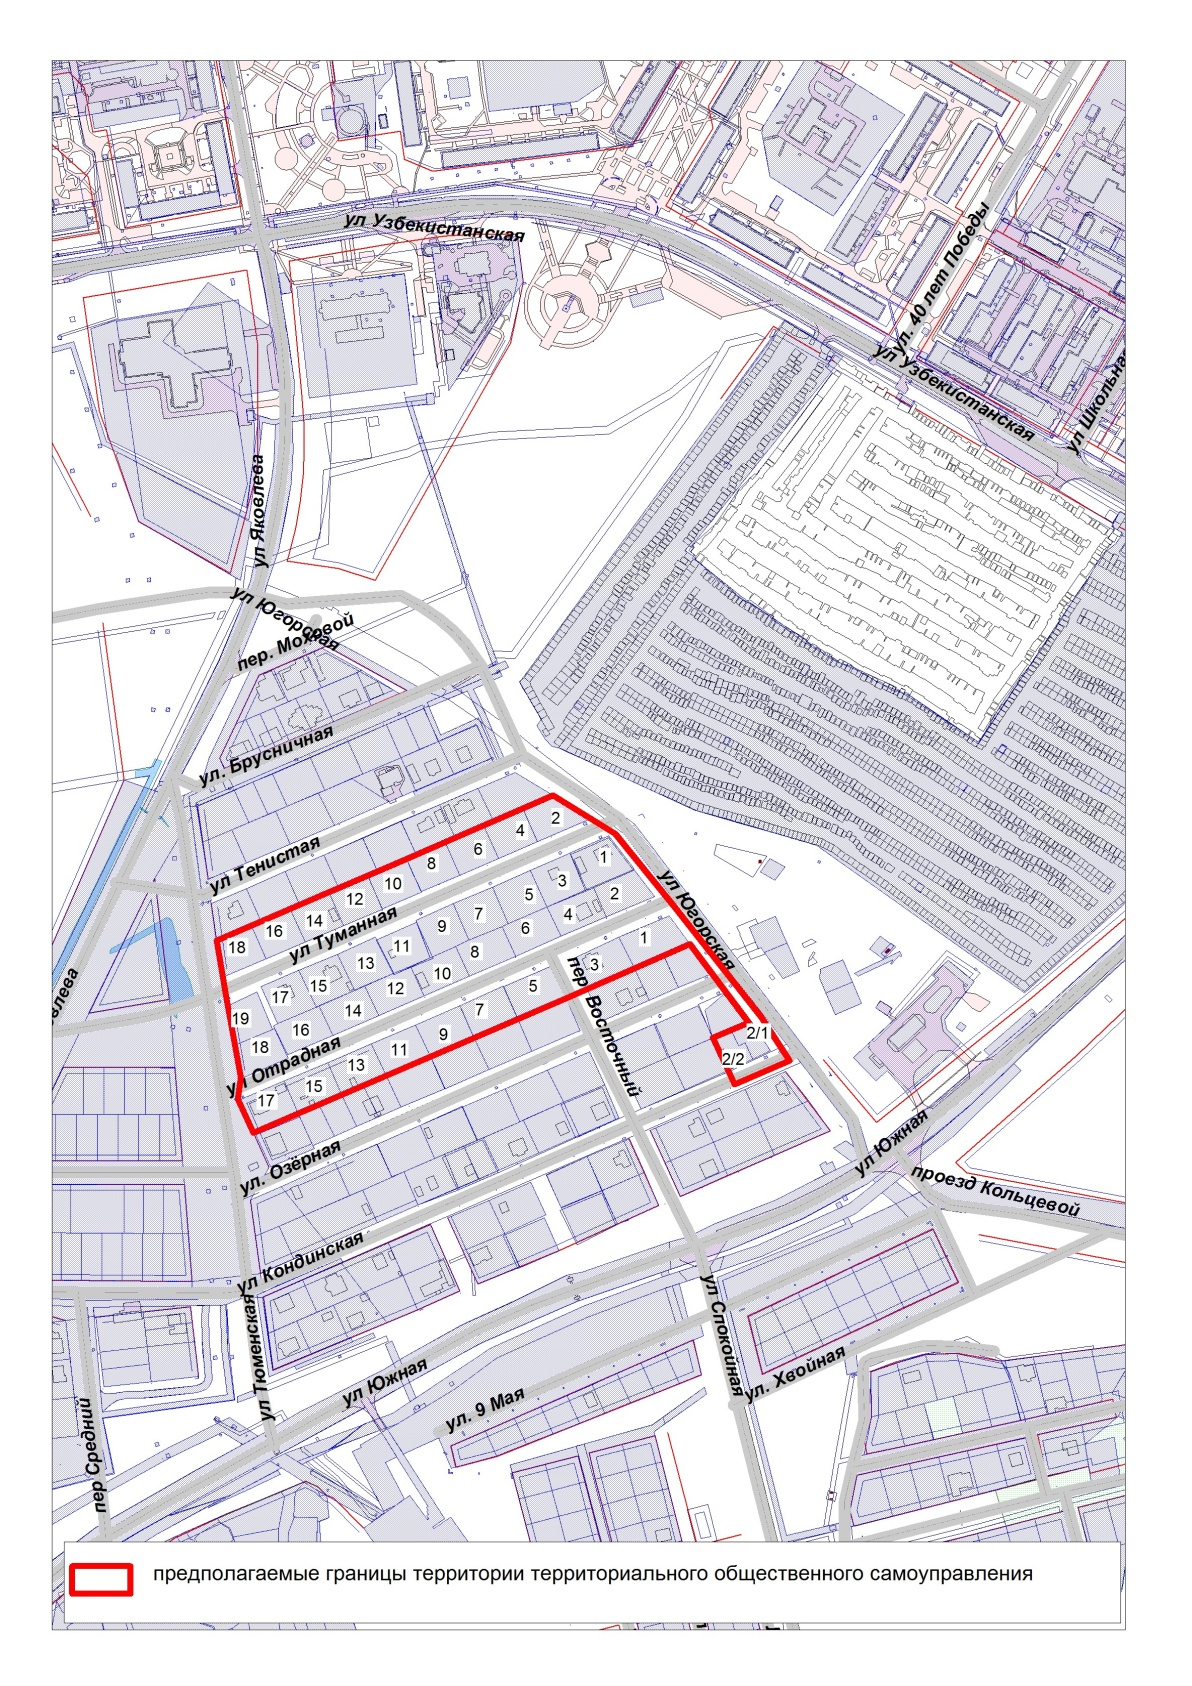 ул Узбекистанская
ул. 40 лет Победы
ул Узбекистанская
ул Школьная
ул Яковлева
ул Югорская
пер. Моховой
ул. Брусничная
ул Тенистая
2
4
6
8
10
12
14
16
18
ул Туманная
1
3
5
7
9
11
13
15
17
19
2
4
6
8
10
12
14
16
18
ул Отрадная
1
3
5
7
9
11
13
15
17
ул Югорская
2/1
2/2
пер Восточный
ул. Озёрная
ул Южная
проезд Кольцевой
ул Кондинская
ул Тюменская
ул Спокойная
ул. Хвойная
ул Южная
ул. 9 Мая
пер Средний
предполагаемые границы территории территориального общественного самоуправления